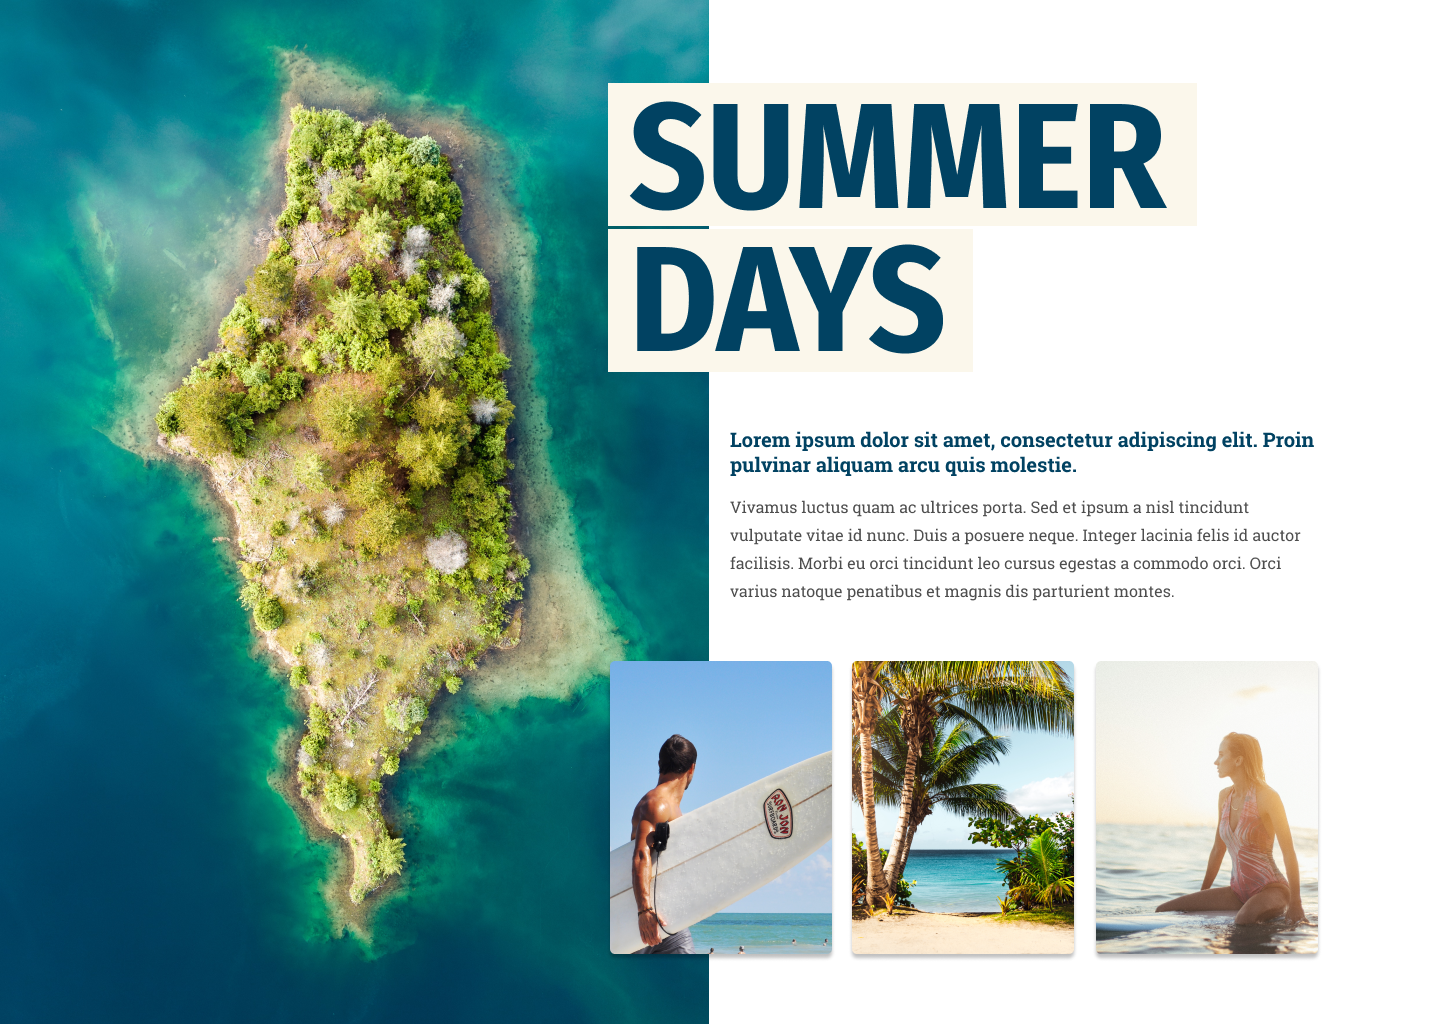 SUMMER
DAYS
Lorem ipsum dolor sit amet, consectetur adipiscing elit. Proin
pulvinar aliquam arcu quis molestie.
Vivamus luctus quam ac ultrices porta. Sed et ipsum a nisl tincidunt
vulputate vitae id nunc. Duis a posuere neque. Integer lacinia felis id auctor
facilisis. Morbi eu orci tincidunt leo cursus egestas a commodo orci. Orci
varius natoque penatibus et magnis dis parturient montes.
RON JON